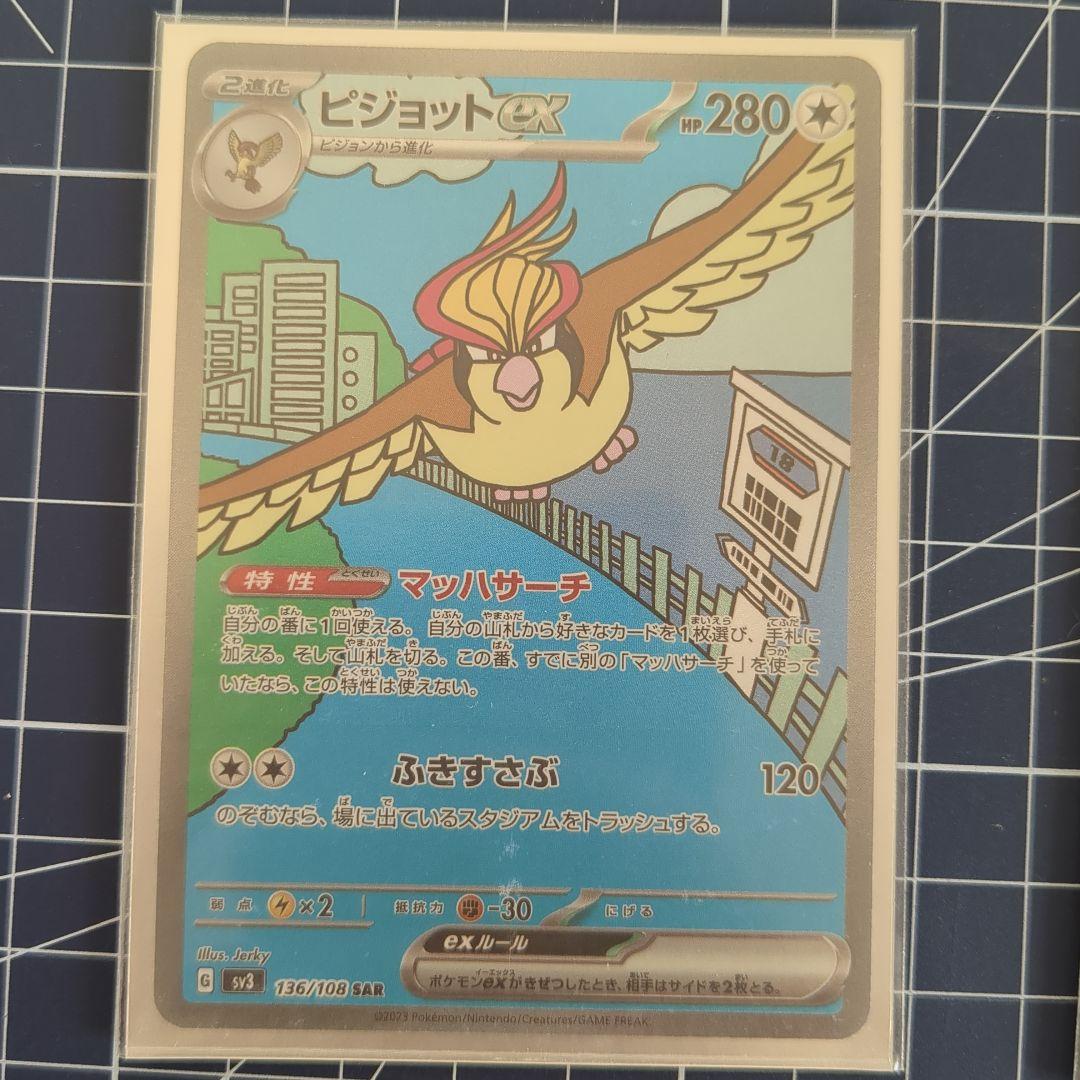 2進化
ピジョットex
HP280
ピジョンから進化
18
特性 とくせい マッハサーチ
自分の番に1回使える。自分の山札から好きなカードを1枚選び、手札に
加える。そして山札を切る。この番、すでに別の「マッハサーチ」を使って
いたなら、この特性は使えない。
ふきすさぶ 120
のぞむなら、場に出ているスタジアムをトラッシュする。
弱点 ×2 抵抗力 -30 にげる
Illus. Jerky
exルール
ポケモンexがきぜつしたとき、相手はサイドを2枚とる。
G sv3 136/108 SAR
©2023 Pokémon/Nintendo/Creatures/GAME FREAK.